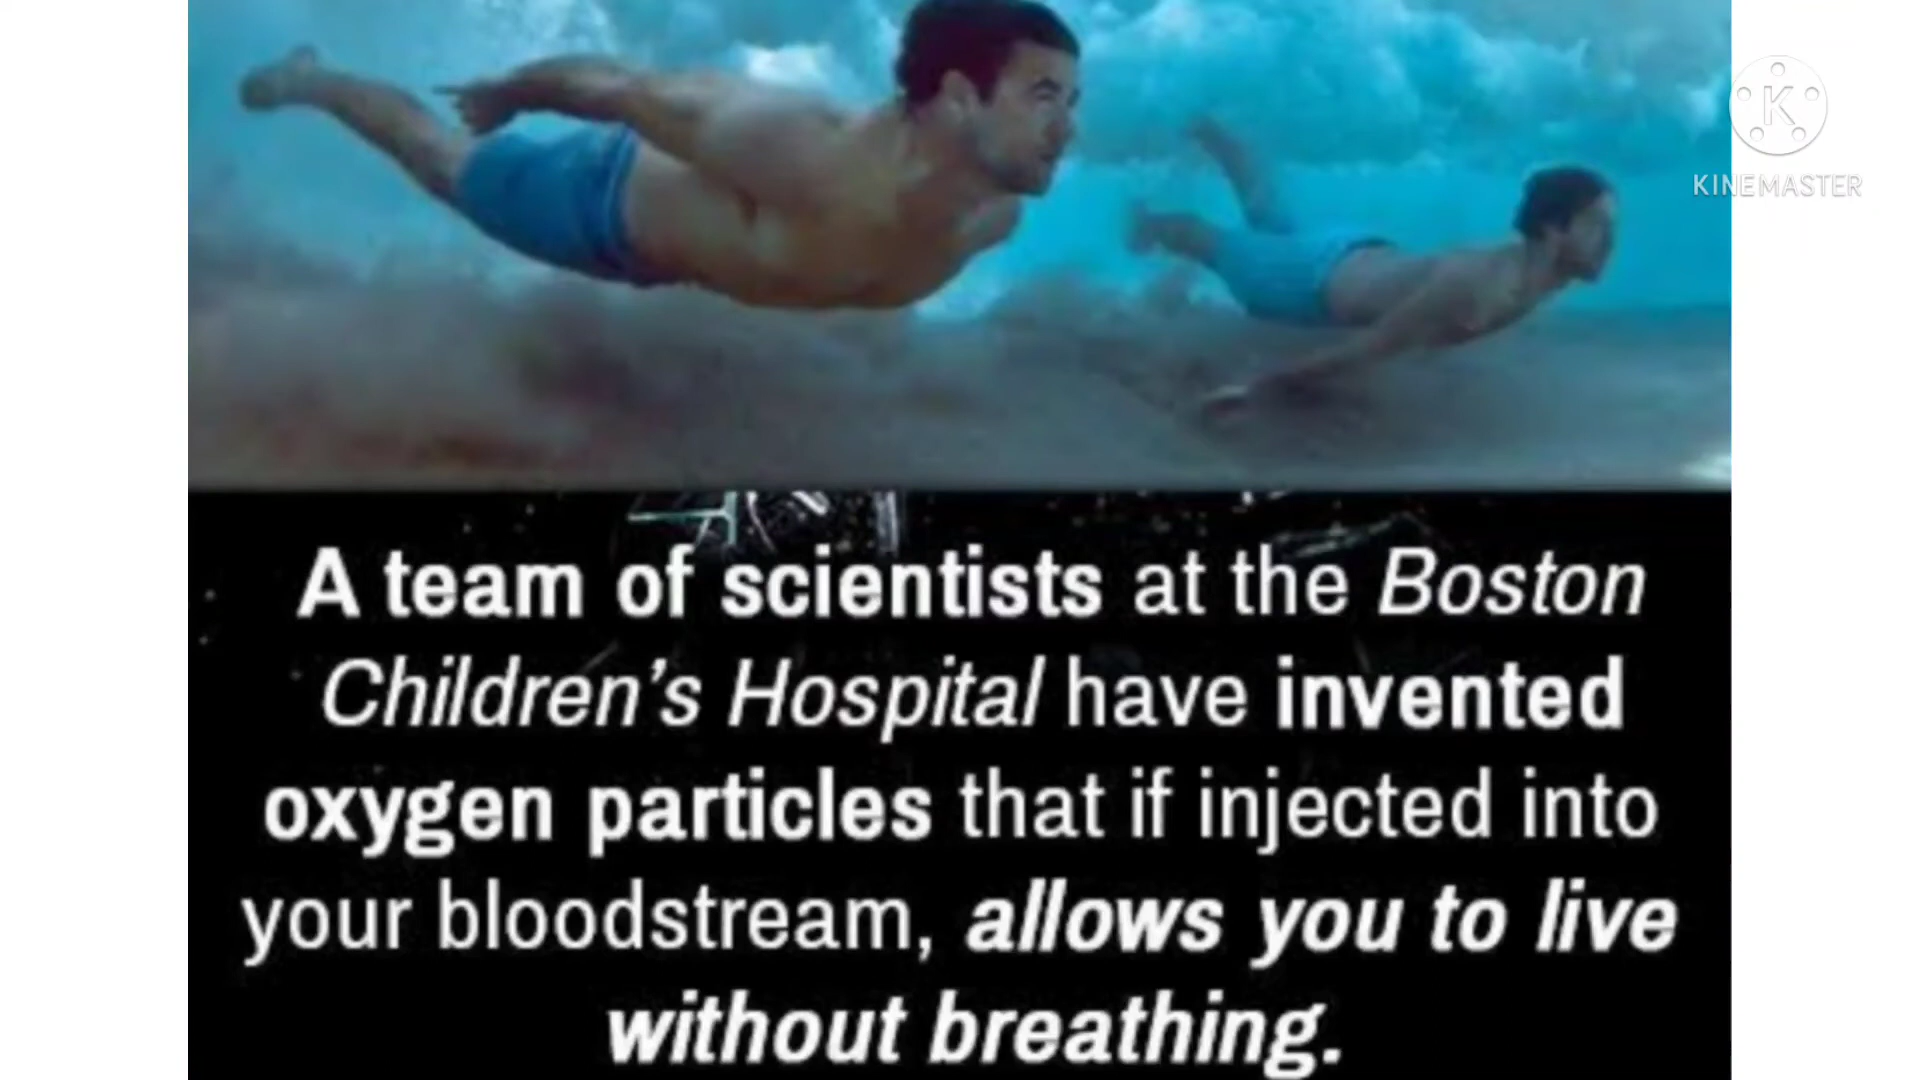 K
KINEMASTER
A team of scientists at the Boston
Children’s Hospital have invented
oxygen particles that if injected into
your bloodstream, allows you to live
without breathing.